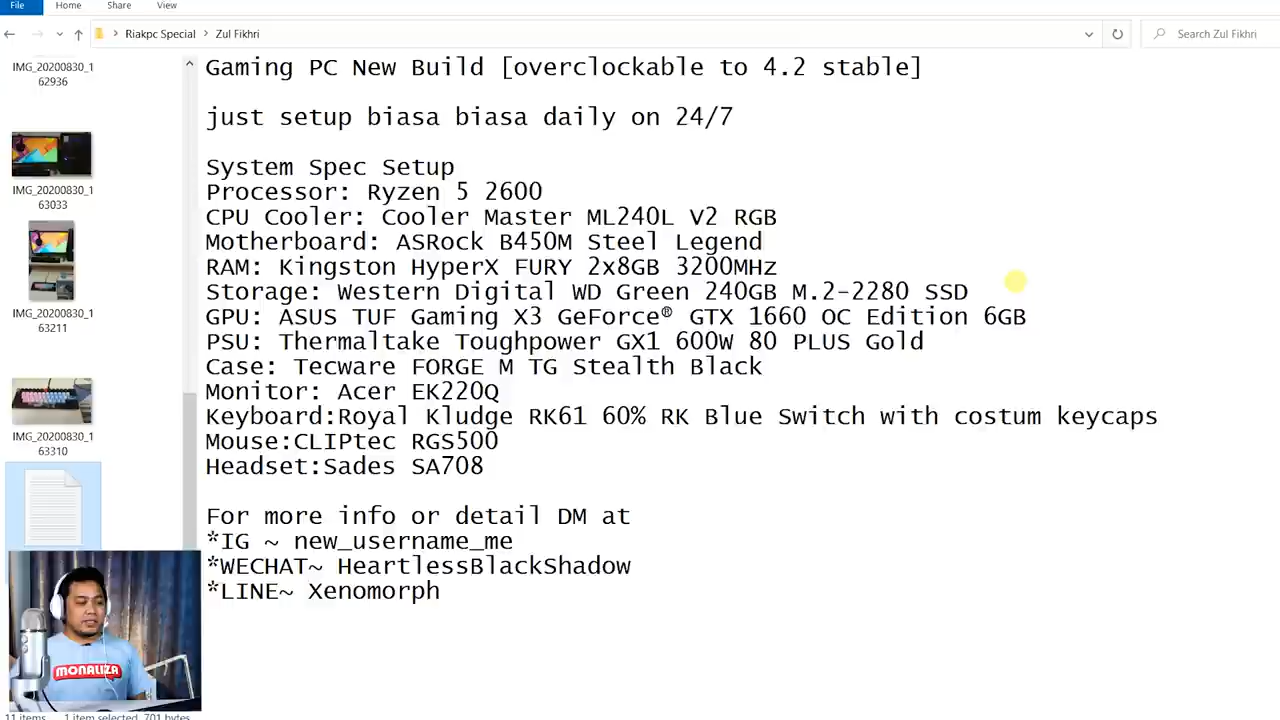 File Home Share View
Riakpc Special > Zul Fikhri Search Zul Fikhri
IMG_20200830_1
62936
IMG_20200830_1
63033
IMG_20200830_1
63211
IMG_20200830_1
63310
Gaming PC New Build [overclockable to 4.2 stable]
just setup biasa biasa daily on 24/7
System Spec Setup
Processor: Ryzen 5 2600
CPU Cooler: Cooler Master ML240L V2 RGB
Motherboard: ASRock B450M Steel Legend
RAM: Kingston HyperX FURY 2x8GB 3200MHz
Storage: Western Digital WD Green 240GB M.2-2280 SSD
GPU: ASUS TUF Gaming X3 GeForce® GTX 1660 OC Edition 6GB
PSU: Thermaltake Toughpower GX1 600W 80 PLUS Gold
Case: Tecware FORGE M TG Stealth Black
Monitor: Acer EK220Q
Keyboard:Royal Kludge RK61 60% RK Blue Switch with costum keycaps
Mouse:CLIPtec RGS500
Headset:Sades SA708
For more info or detail DM at
*IG ~ new_username_me
*WECHAT~ HeartlessBlackShadow
*LINE~ Xenomorph
MONALIZA
11 items 1 item selected, 701 bytes